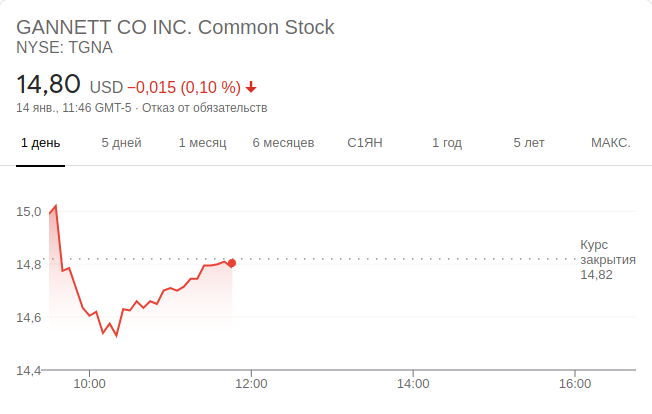 GANNETT CO INC. Common Stock
NYSE: TGNA
14,80 USD −0,015 (0,10 %)
14 янв., 11:46 GMT-5 · Отказ от обязательств
1 день 5 дней 1 месяц 6 месяцев С1ЯН 1 год 5 лет МАКС.
15,0
Курс
закрытия
14,82
14,8
14,6
14,4
10:00 12:00 14:00 16:00